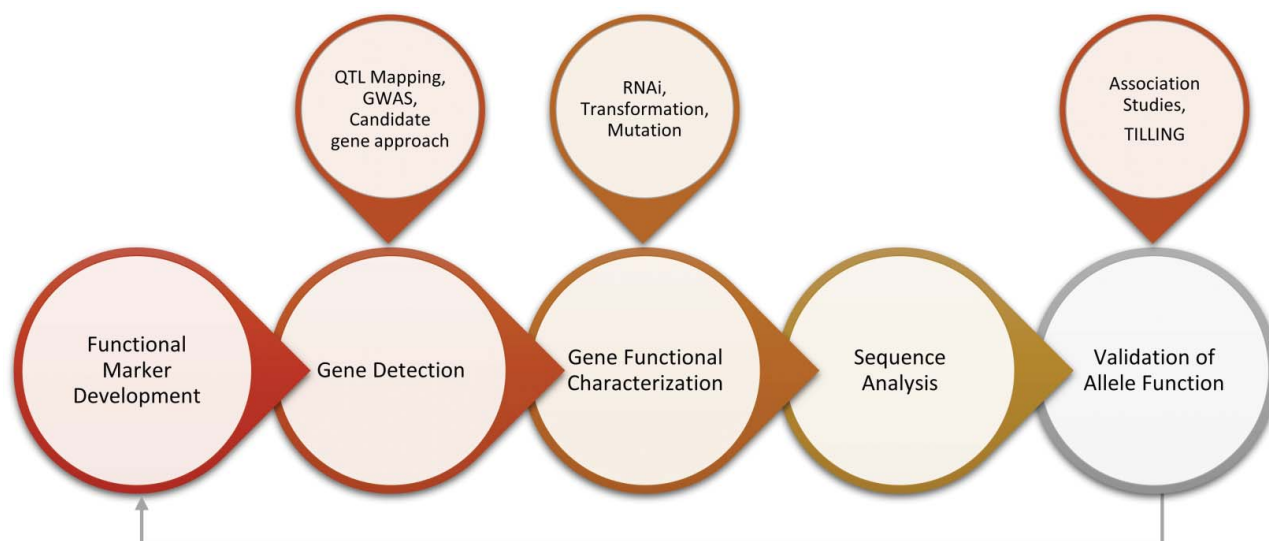 QTL Mapping,
GWAS,
Candidate
gene approach
RNAi,
Transformation,
Mutation
Association
Studies,
TILLING
Functional
Marker
Development
Gene Detection
Gene Functional
Characterization
Sequence
Analysis
Validation of
Allele Function